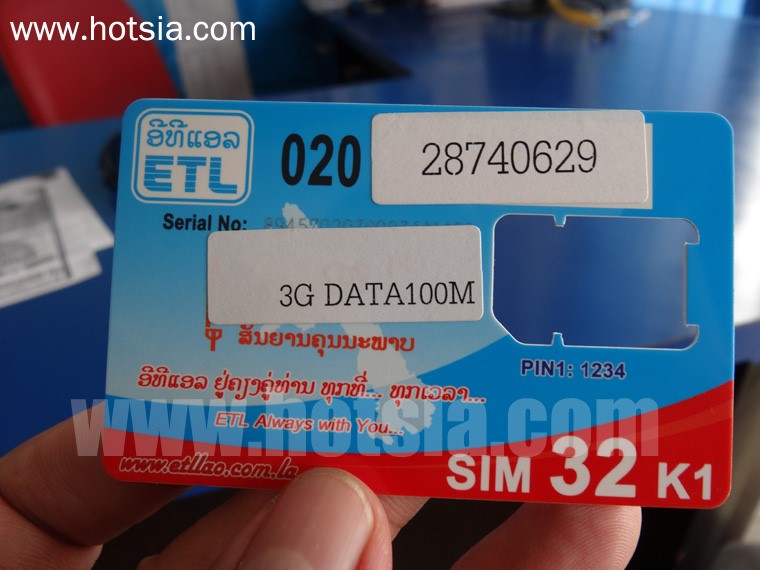 www.hotsia.com
ອີທີແອລ
ETL
020 28740629
Serial No:
3G DATA100M
ສັນຍານຄຸນນະພາບ
PIN1: 1234
ອີທີແອລ ຢູ່ຄຽງຄູ່ທ່ານ ທຸກທີ່... ທຸກເວລາ...
www.hotsia.com
ETL Always with You...
www.etllao.com.la
SIM 32 K1